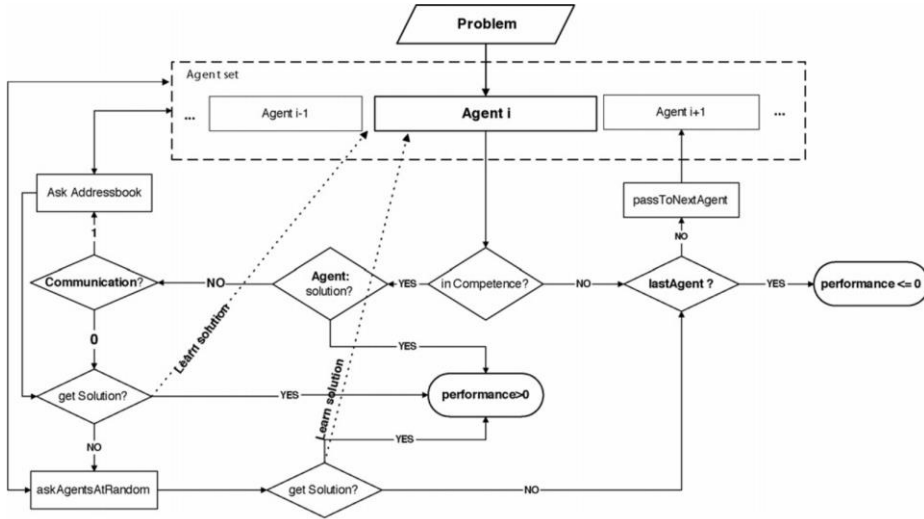 Problem
Agent set
...
Agent i-1
Agent i
Agent i+1
...
Ask Addressbook
passToNextAgent
1
NO
Communication?
NO
Agent:
solution?
YES
in Competence?
NO
lastAgent ?
YES
performance <= 0
0
Learn solution
YES
get Solution?
YES
performance>0
Learn solution
NO
YES
askAgentsAtRandom
get Solution?
NO